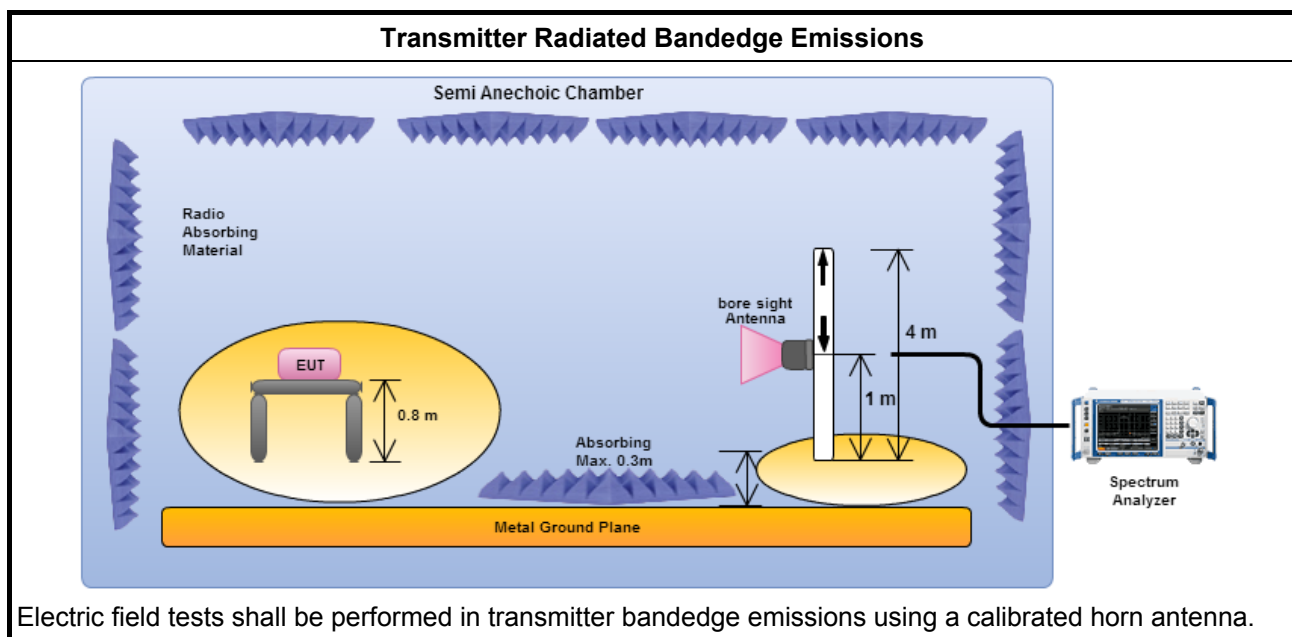 Transmitter Radiated Bandedge Emissions
Semi Anechoic Chamber
Radio
Absorbing
Material
bore sight
Antenna
4 m
EUT
1 m
0.8 m
Absorbing
Max. 0.3m
Spectrum
Analyzer
Metal Ground Plane
Electric field tests shall be performed in transmitter bandedge emissions using a calibrated horn antenna.